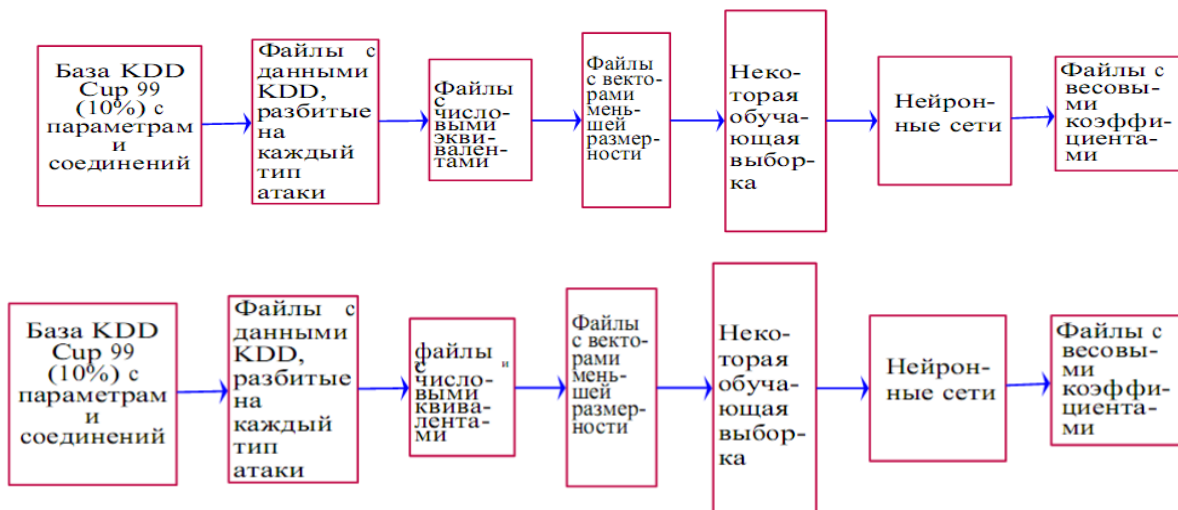 База KDD
Cup 99
(10%) с
параметрам
и
соединений
Файлы с
данными
KDD,
разбитые
на
каждый
тип
атаки
Файлы
с
число-
выми
эквива-
лентами
Файлы
с векто-
рами
мень-
шей
размер-
ности
Неко-
торая
обуча-
ющая
выбор-
ка
Нейрон-
ные сети
Файлы с
весовы-
ми
коэффи-
циента-
ми
База KDD
Cup 99
(10%) с
параметрам
и
соединений
Файлы с
данными
KDD,
разбитые
на
каждый
тип
атаки
файлы
с "
число-
выми
квива-
лента-
ми
Файлы
с векто-
рами
мень-
шей
размер-
ности
Неко-
торая
обуча-
ющая
выбор-
ка
Нейрон-
ные сети
Файлы с
весовы-
ми
коэффи-
циента-
ми